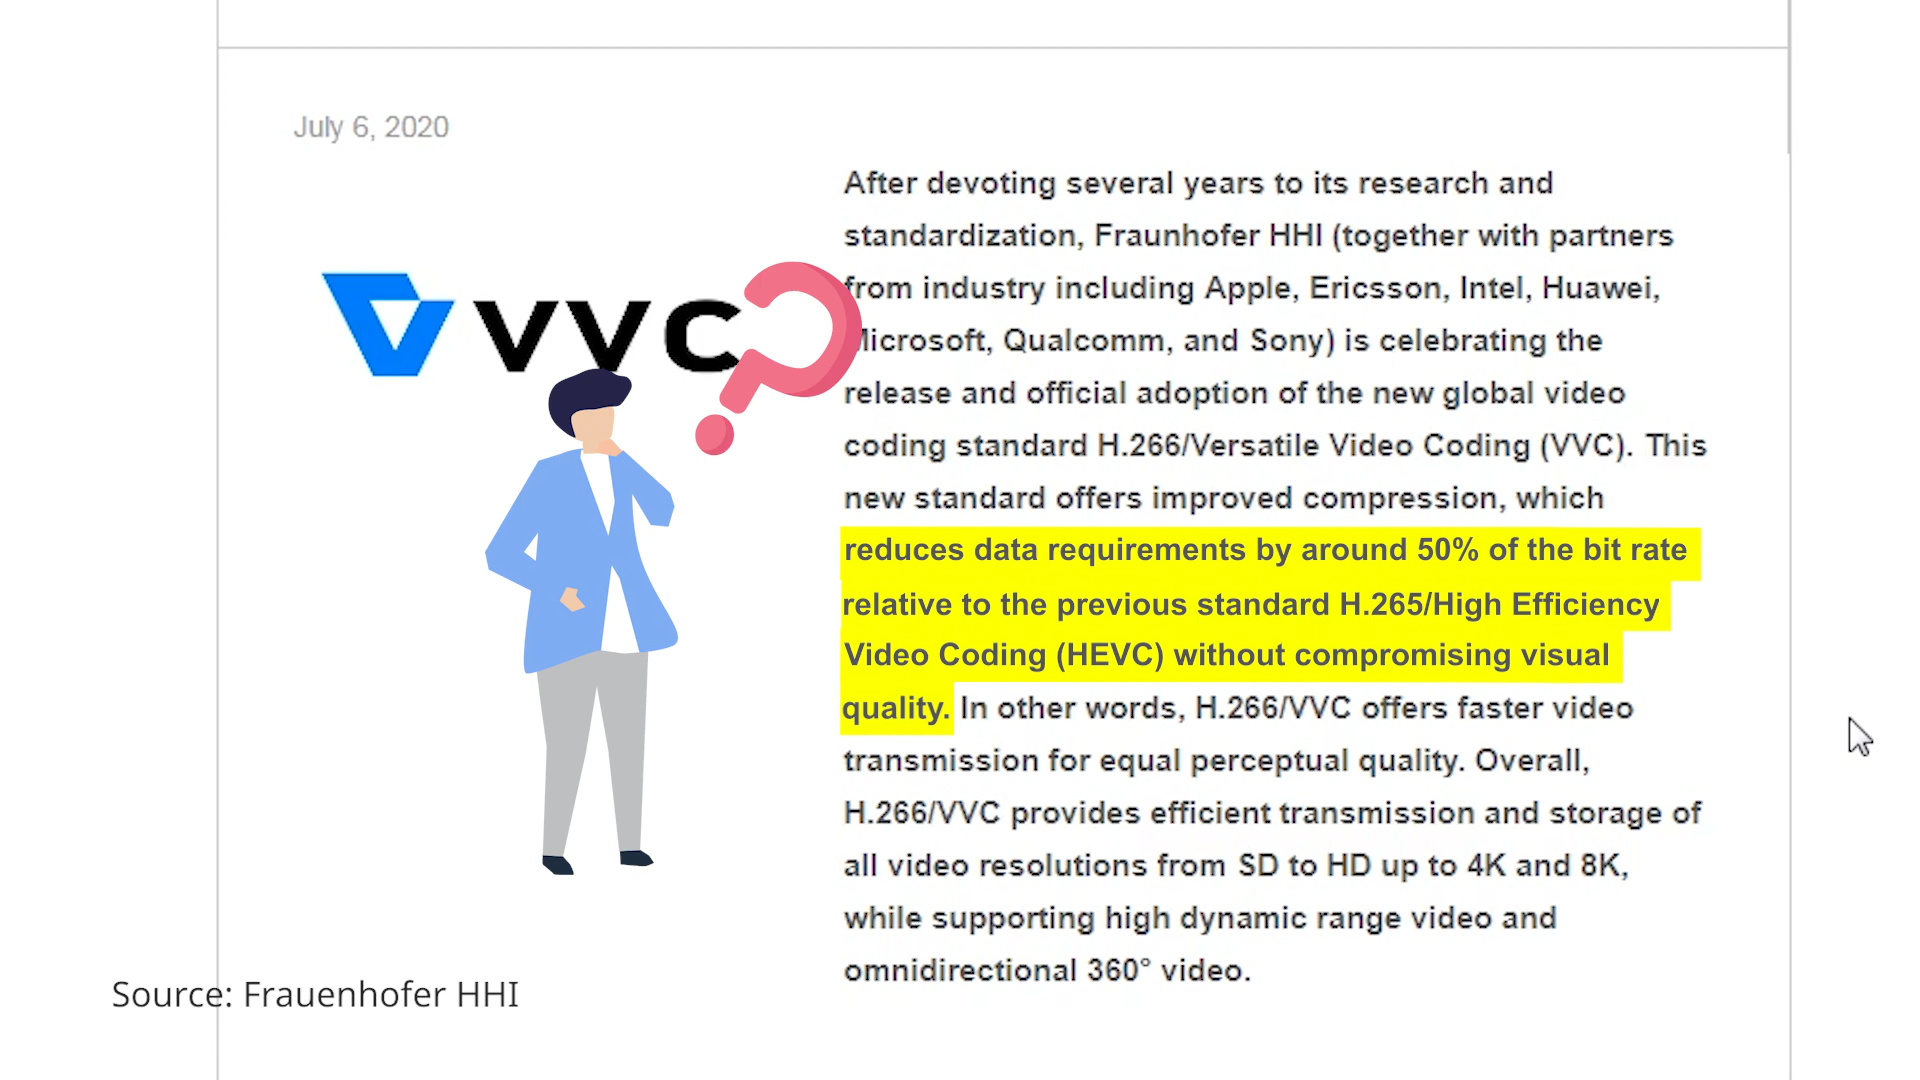 July 6, 2020
VVC
After devoting several years to its research and
standardization, Fraunhofer HHI (together with partners
from industry including Apple, Ericsson, Intel, Huawei,
Microsoft, Qualcomm, and Sony) is celebrating the
release and official adoption of the new global video
coding standard H.266/Versatile Video Coding (VVC). This
new standard offers improved compression, which
reduces data requirements by around 50% of the bit rate
relative to the previous standard H.265/High Efficiency
Video Coding (HEVC) without compromising visual
quality. In other words, H.266/VVC offers faster video
transmission for equal perceptual quality. Overall,
H.266/VVC provides efficient transmission and storage of
all video resolutions from SD to HD up to 4K and 8K,
while supporting high dynamic range video and
omnidirectional 360° video.
Source: Frauenhofer HHI